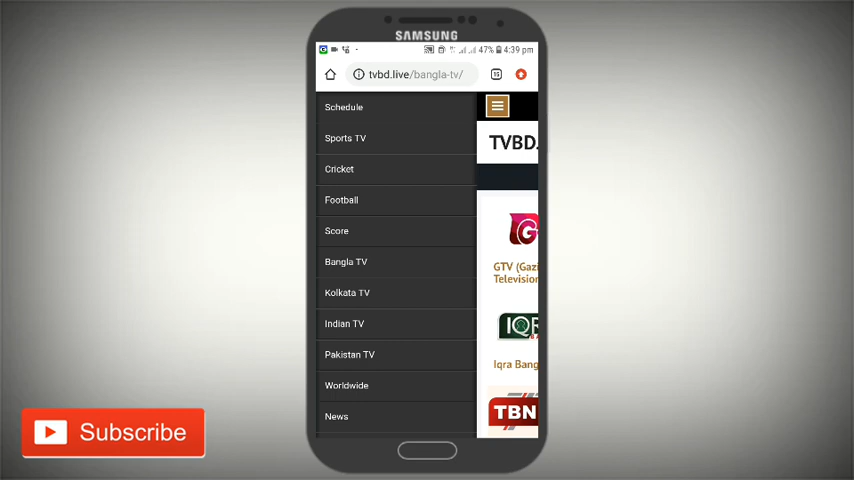 SAMSUNG
47% 4:39 pm
tvbd.live/bangla-tv/
Schedule
Sports TV
Cricket
Football
Score
Bangla TV
Kolkata TV
Indian TV
Pakistan TV
Worldwide
News
TVBD.
GTV (Gazi
Television
IQR
Iqra Bang
TBN
Subscribe